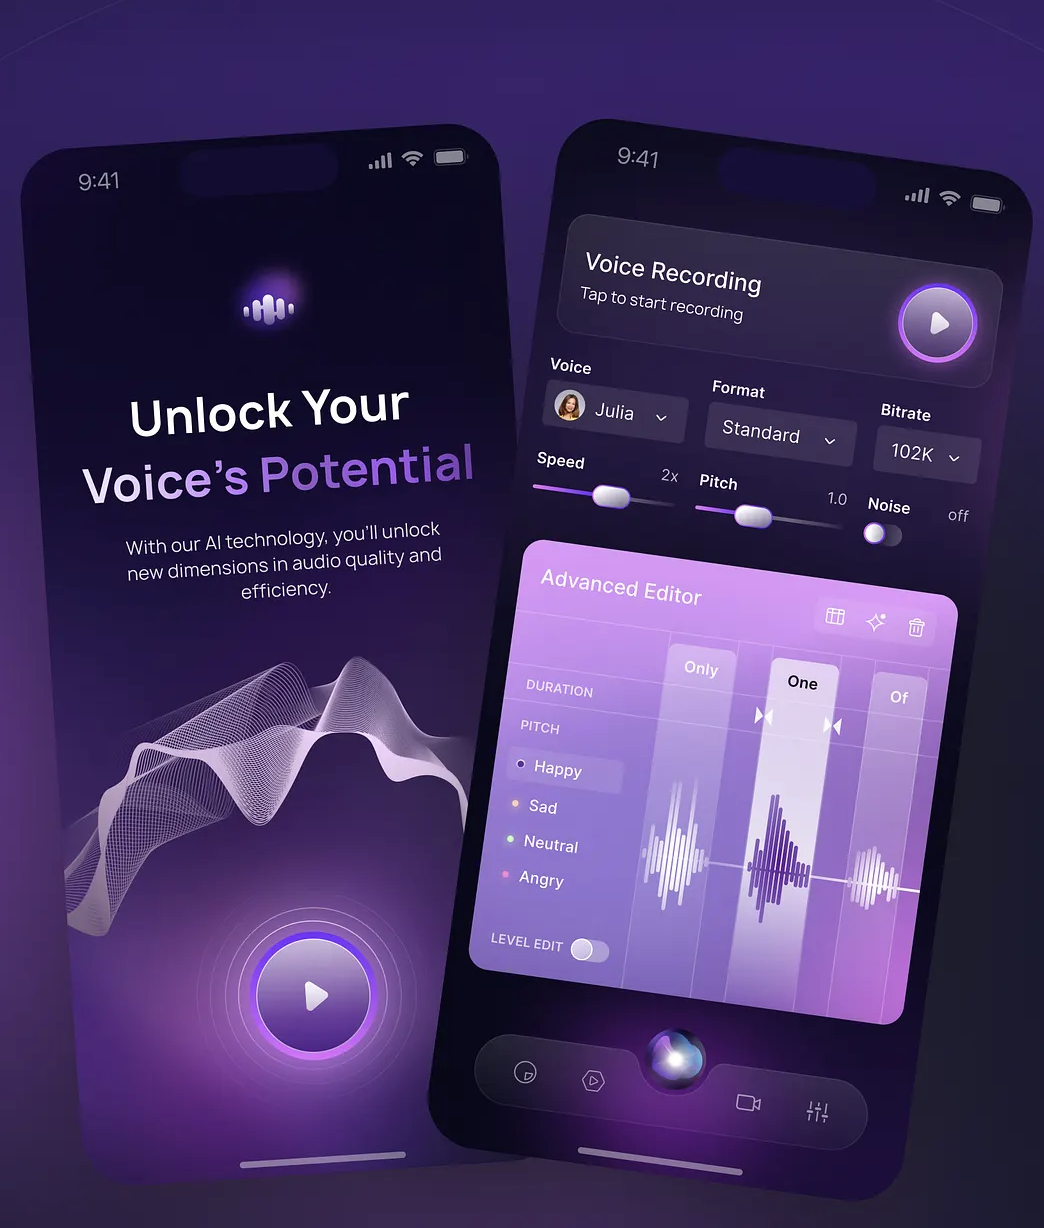 9:41
Unlock Your
Voice's Potential
With our AI technology, you'll unlock
new dimensions in audio quality and
efficiency.
9:41
Voice Recording
Tap to start recording
Voice
Format
Bitrate
Julia
Standard
102K
Speed
2x
Pitch
1.0
Noise
off
Advanced Editor
Only
One
Of
DURATION
PITCH
Happy
Sad
Neutral
Angry
LEVEL EDIT